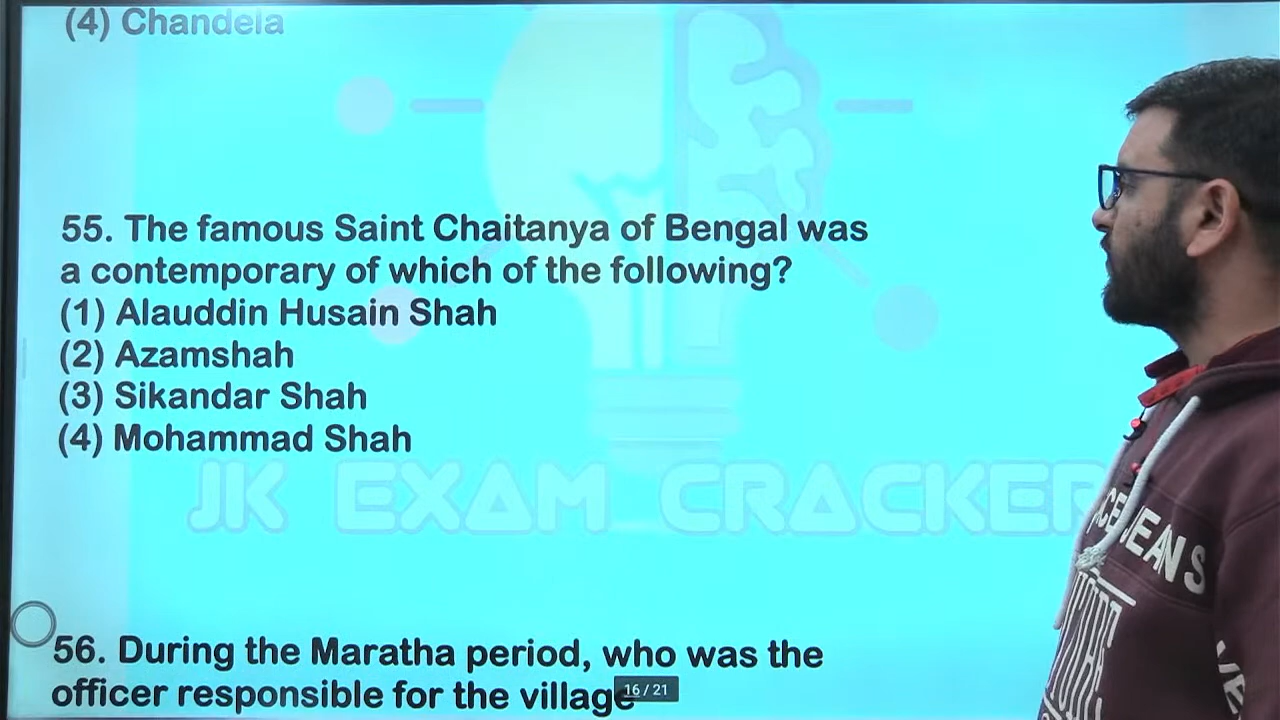 (4) Chandela
55. The famous Saint Chaitanya of Bengal was
a contemporary of which of the following?
(1) Alauddin Husain Shah
(2) Azamshah
(3) Sikandar Shah
(4) Mohammad Shah
JK EXAM CRACKER
56. During the Maratha period, who was the
officer responsible for the village
16 / 21
JEANS